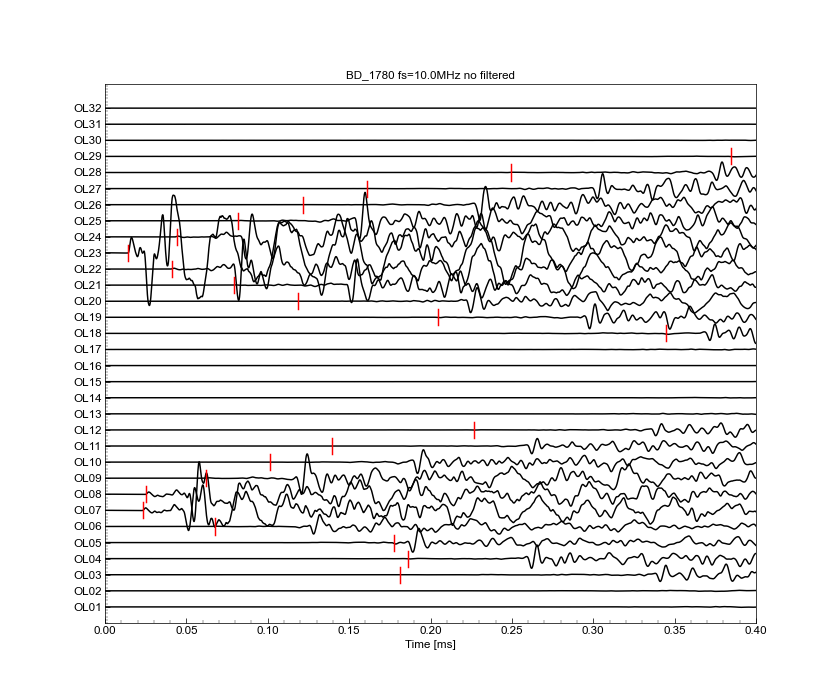 BD_1780 fs=10.0MHz no filtered
OL32
OL31
OL30
OL29
OL28
OL27
OL26
OL25
OL24
OL23
OL22
OL21
OL20
OL19
OL18
OL17
OL16
OL15
OL14
OL13
OL12
OL11
OL10
OL09
OL08
OL07
OL06
OL05
OL04
OL03
OL02
OL01
0.00 0.05 0.10 0.15 0.20 0.25 0.30 0.35 0.40
Time [ms]